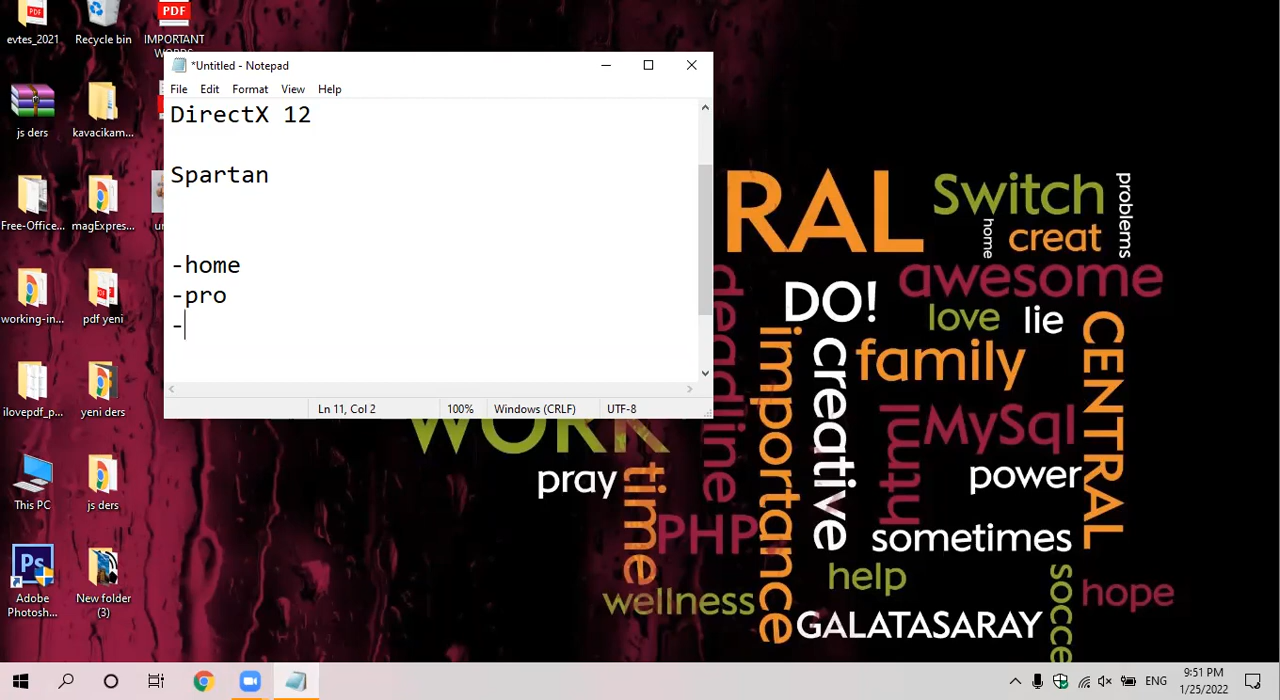 evtes_2021
Recycle bin
IMPORTANT
PDF
*Untitled - Notepad
File Edit Format View Help
DirectX 12
Spartan
-home
-pro
-
Ln 11, Col 2
100%
Windows (CRLF)
UTF-8
js ders
kavacikam...
Free-Office...
magExpres...
working-in...
pdf yeni
ilovepdf_p...
yeni ders
This PC
js ders
Ps
Adobe
Photosh...
New folder
(3)
RAL
Switch
problems
home
creat
awesome
DO!
love
lie
deadline
importance
creative
family
CENTRAL
html
MySql
WORK
pray
time
power
PHP
sometimes
help
wellness
GALATASARAY
hope
ENG
9:51 PM
1/25/2022